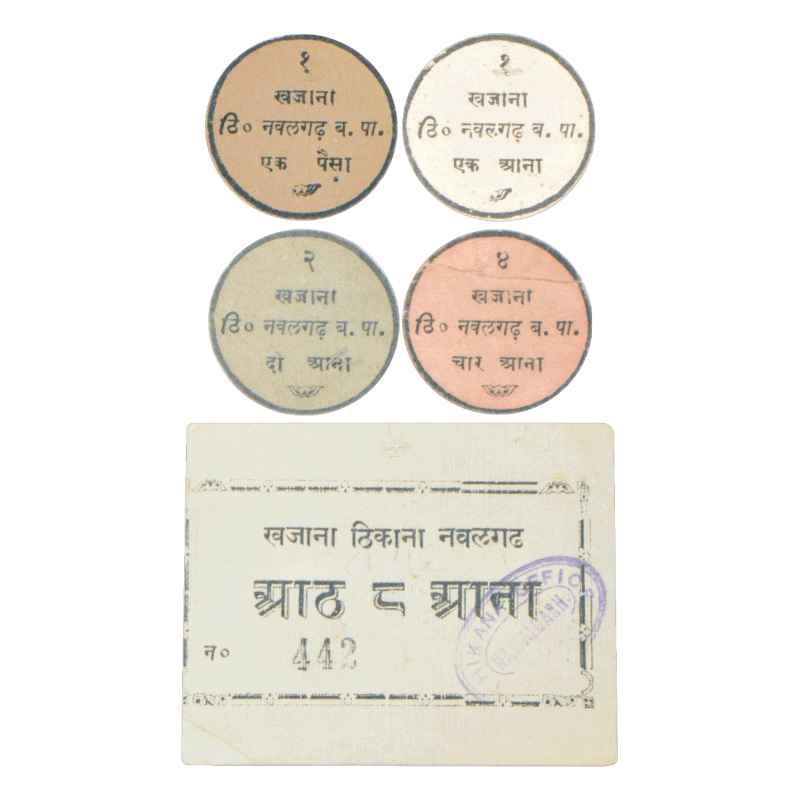 १
खजाना
ठि० नवलगढ़ ब. पा.
एक पैसा
१
खजाना
ठि० नवलगढ़ ब. पा.
एक आना
२
खजाना
ठि० नवलगढ़ ब. पा.
दो आना
४
खजाना
ठि० नवलगढ़ ब. पा.
चार आना
खजाना ठिकाना नवलगढ
आठ ८ आना
न० 442
OFFICE